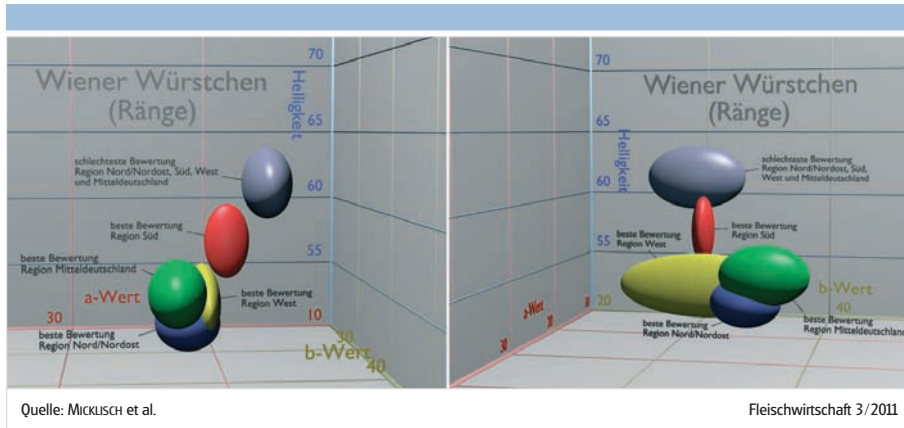 Wiener Würstchen
(Ränge)
70
Helligkeit
65
schlechteste Bewertung
Region Nord/Nordost, Süd, West
und Mitteldeutschland
60
beste Bewertung
Region Süd
beste Bewertung
Region Mitteldeutschland
55
a-Wert
beste Bewertung
Region West
30
10
beste Bewertung
Region Nord/Nordost
30
b-Wert
40
70
Wiener Würstchen
(Ränge)
65
Helligkeit
schlechteste Bewertung
Region Nord/Nordost, Süd,
West und Mitteldeutschland
60
beste Bewertung
Region West
beste Bewertung
Region Süd
55
20
b-Wert
40
a-Wert
30
beste Bewertung
Region Nord/Nordost
beste Bewertung
Region Mitteldeutschland
Quelle: MICKLISCH et al.
Fleischwirtschaft 3/2011